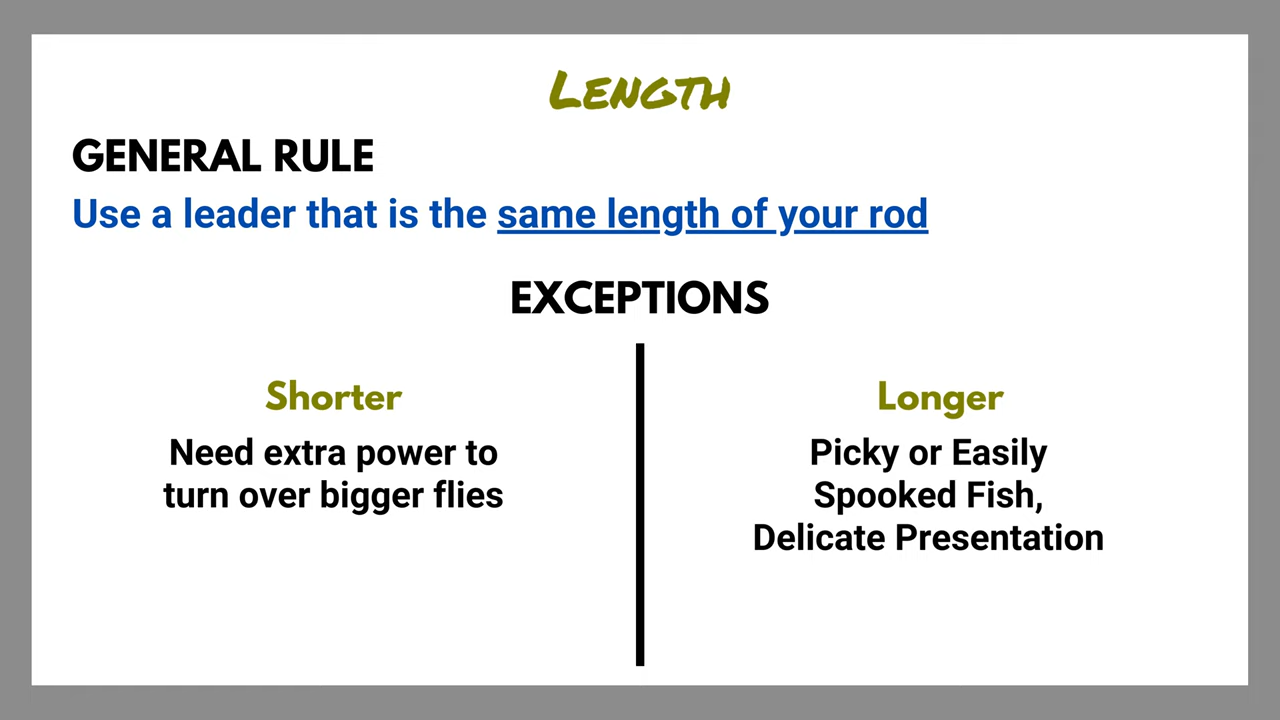 Length
GENERAL RULE
Use a leader that is the same length of your rod
EXCEPTIONS
Shorter
Need extra power to
turn over bigger flies
Longer
Picky or Easily
Spooked Fish,
Delicate Presentation